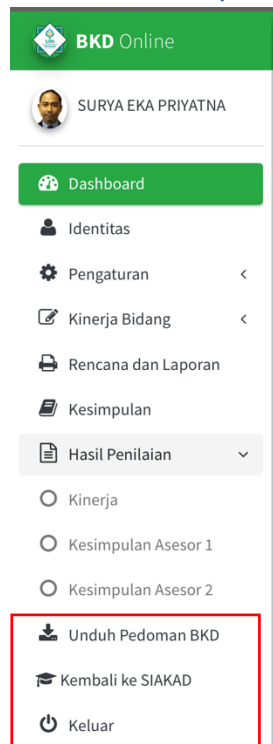 BKD Online
SURYA EKA PRIYATNA
Dashboard
Identitas
Pengaturan
Kinerja Bidang
Rencana dan Laporan
Kesimpulan
Hasil Penilaian
Kinerja
Kesimpulan Asesor 1
Kesimpulan Asesor 2
Unduh Pedoman BKD
Kembali ke SIAKAD
Keluar